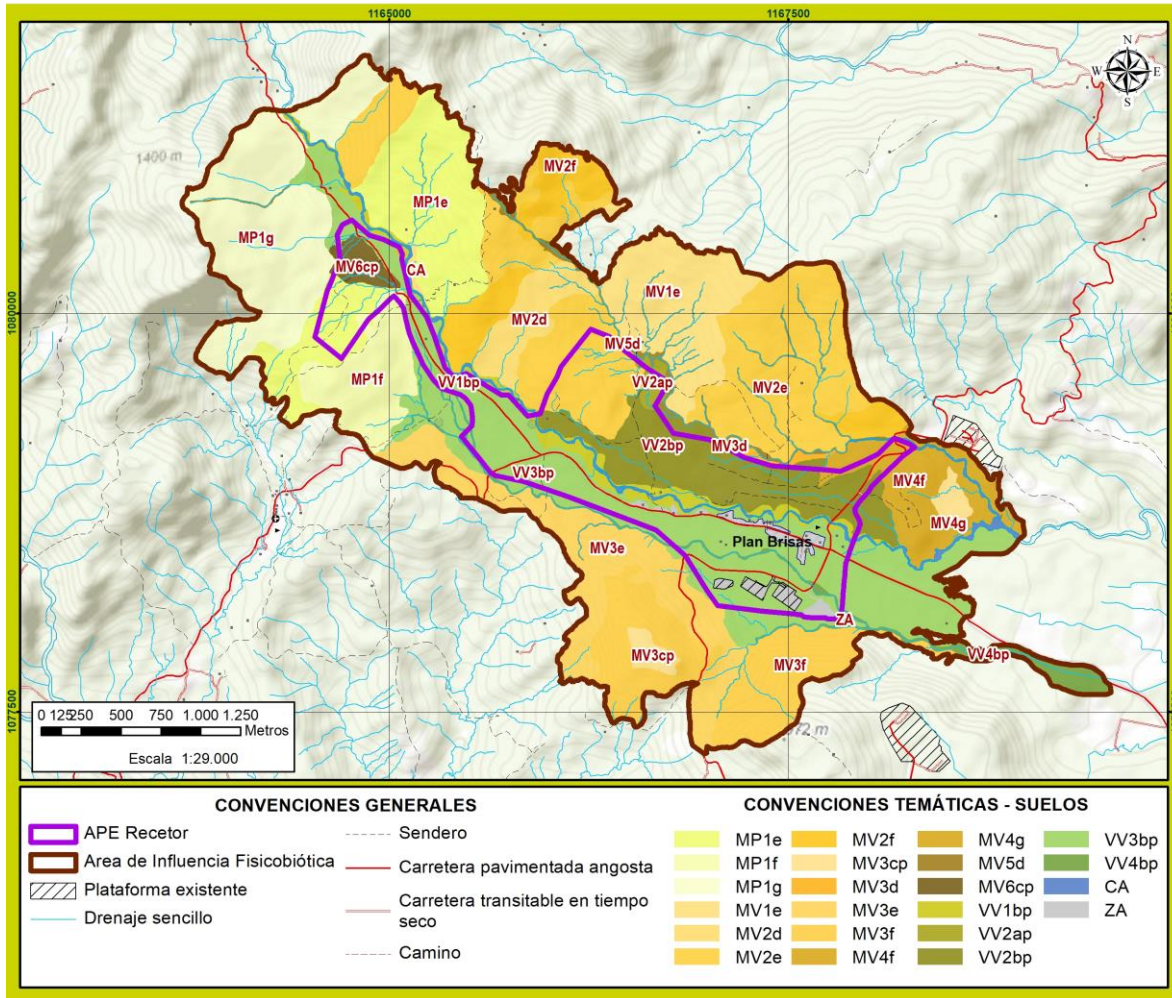 1165000
1167500
N
W E
S
1400 m
MV2f
MP1e
MP1g
MV6cp
CA
MV1e
1080000
MV2d
MV5d
MP1f
VV1bp
VV2ap
MV2e
VV2bp
MV3d
VV3bp
MV4f
MV4g
Plan Brisas
MV3e
ZA
MV3cp
MV3f
VV4bp
1077500
0 125250 500 750 1.000 1.250
Metros
Escala 1:29.000
CONVENCIONES GENERALES
APE Recetor
Area de Influencia Fisicobiótica
Plataforma existente
Drenaje sencillo
Sendero
Carretera pavimentada angosta
Carretera transitable en tiempo
seco
Camino
CONVENCIONES TEMÁTICAS - SUELOS
MP1e
MP1f
MP1g
MV1e
MV2d
MV2e
MV2f
MV3cp
MV3d
MV3e
MV3f
MV4f
MV4g
MV5d
MV6cp
VV1bp
VV2ap
VV2bp
VV3bp
VV4bp
CA
ZA